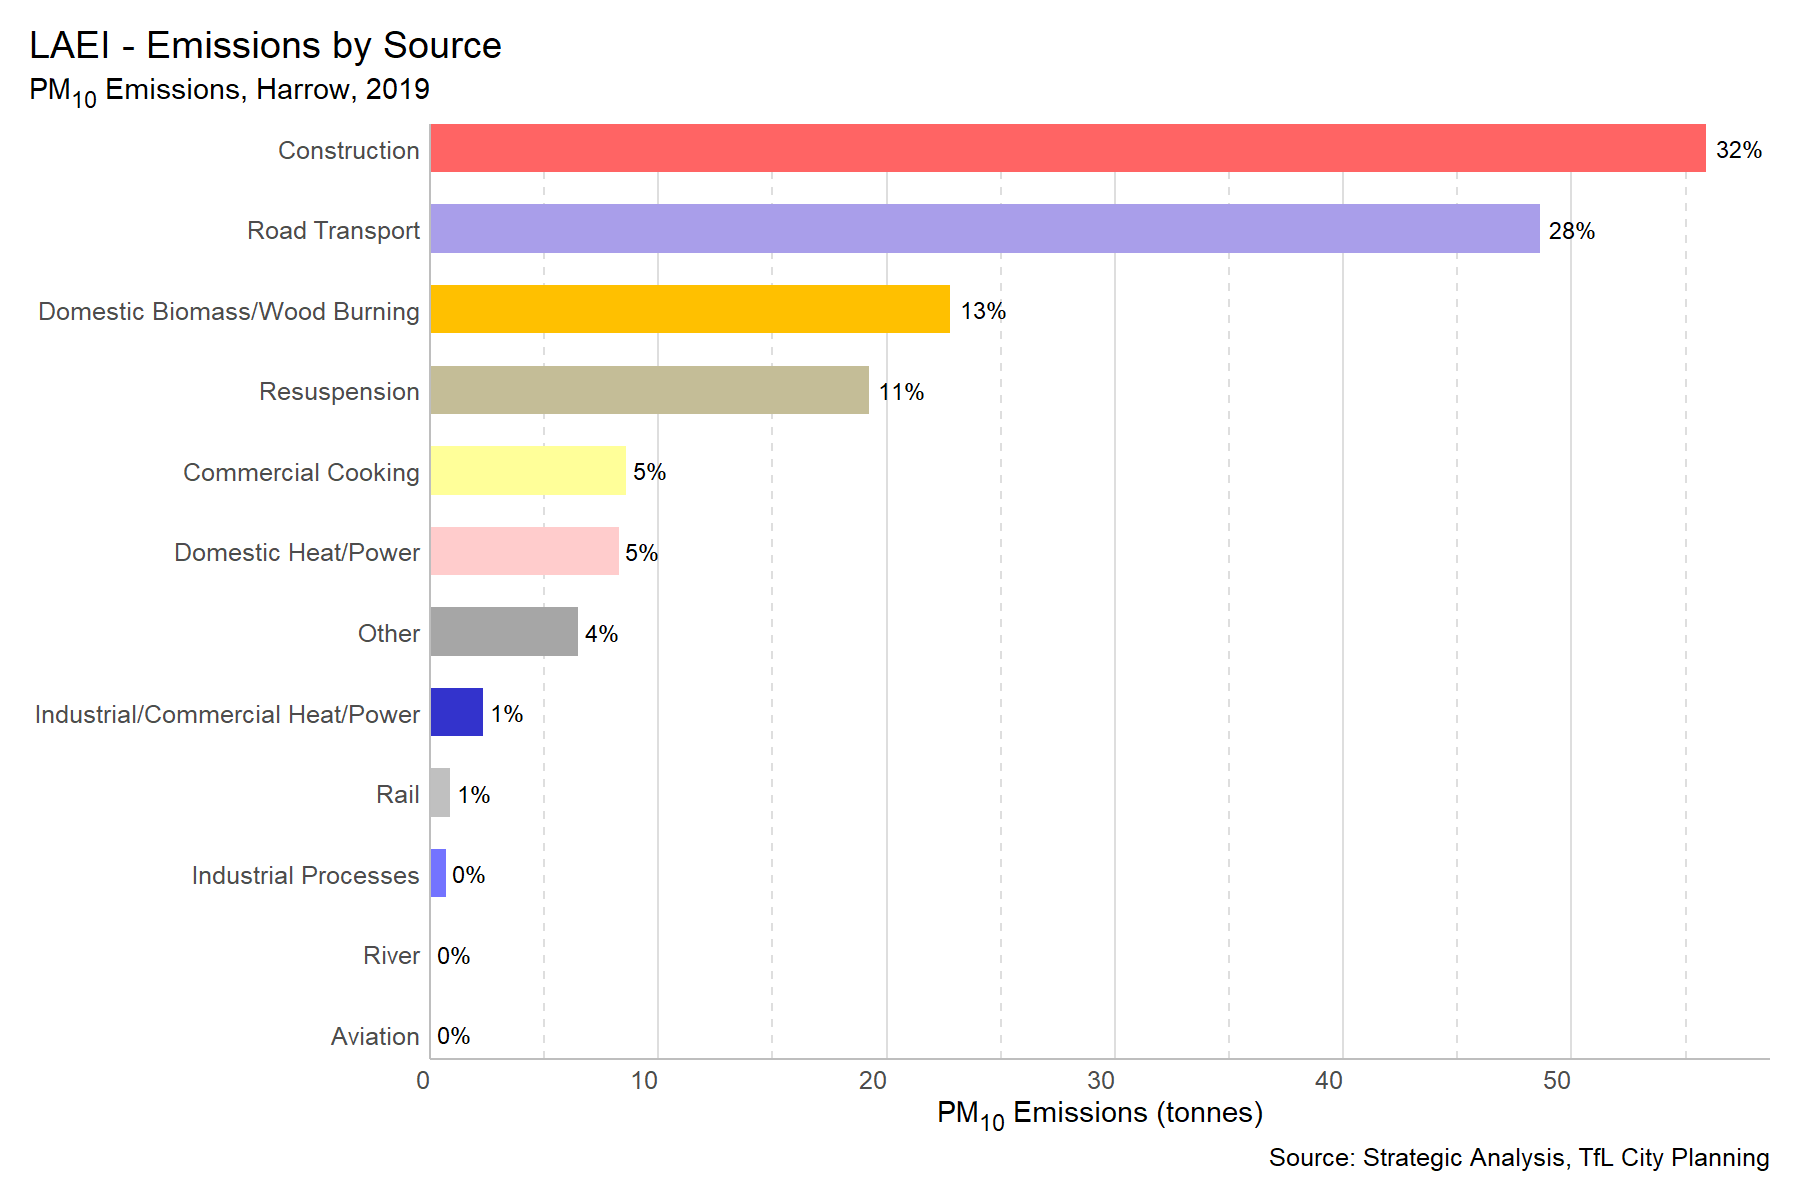 LAEI - Emissions by Source
PM10 Emissions, Harrow, 2019
Construction 32%
Road Transport 28%
Domestic Biomass/Wood Burning 13%
Resuspension 11%
Commercial Cooking 5%
Domestic Heat/Power 5%
Other 4%
Industrial/Commercial Heat/Power 1%
Rail 1%
Industrial Processes 0%
River 0%
Aviation 0%
0 10 20 30 40 50
PM10 Emissions (tonnes)
Source: Strategic Analysis, TfL City Planning